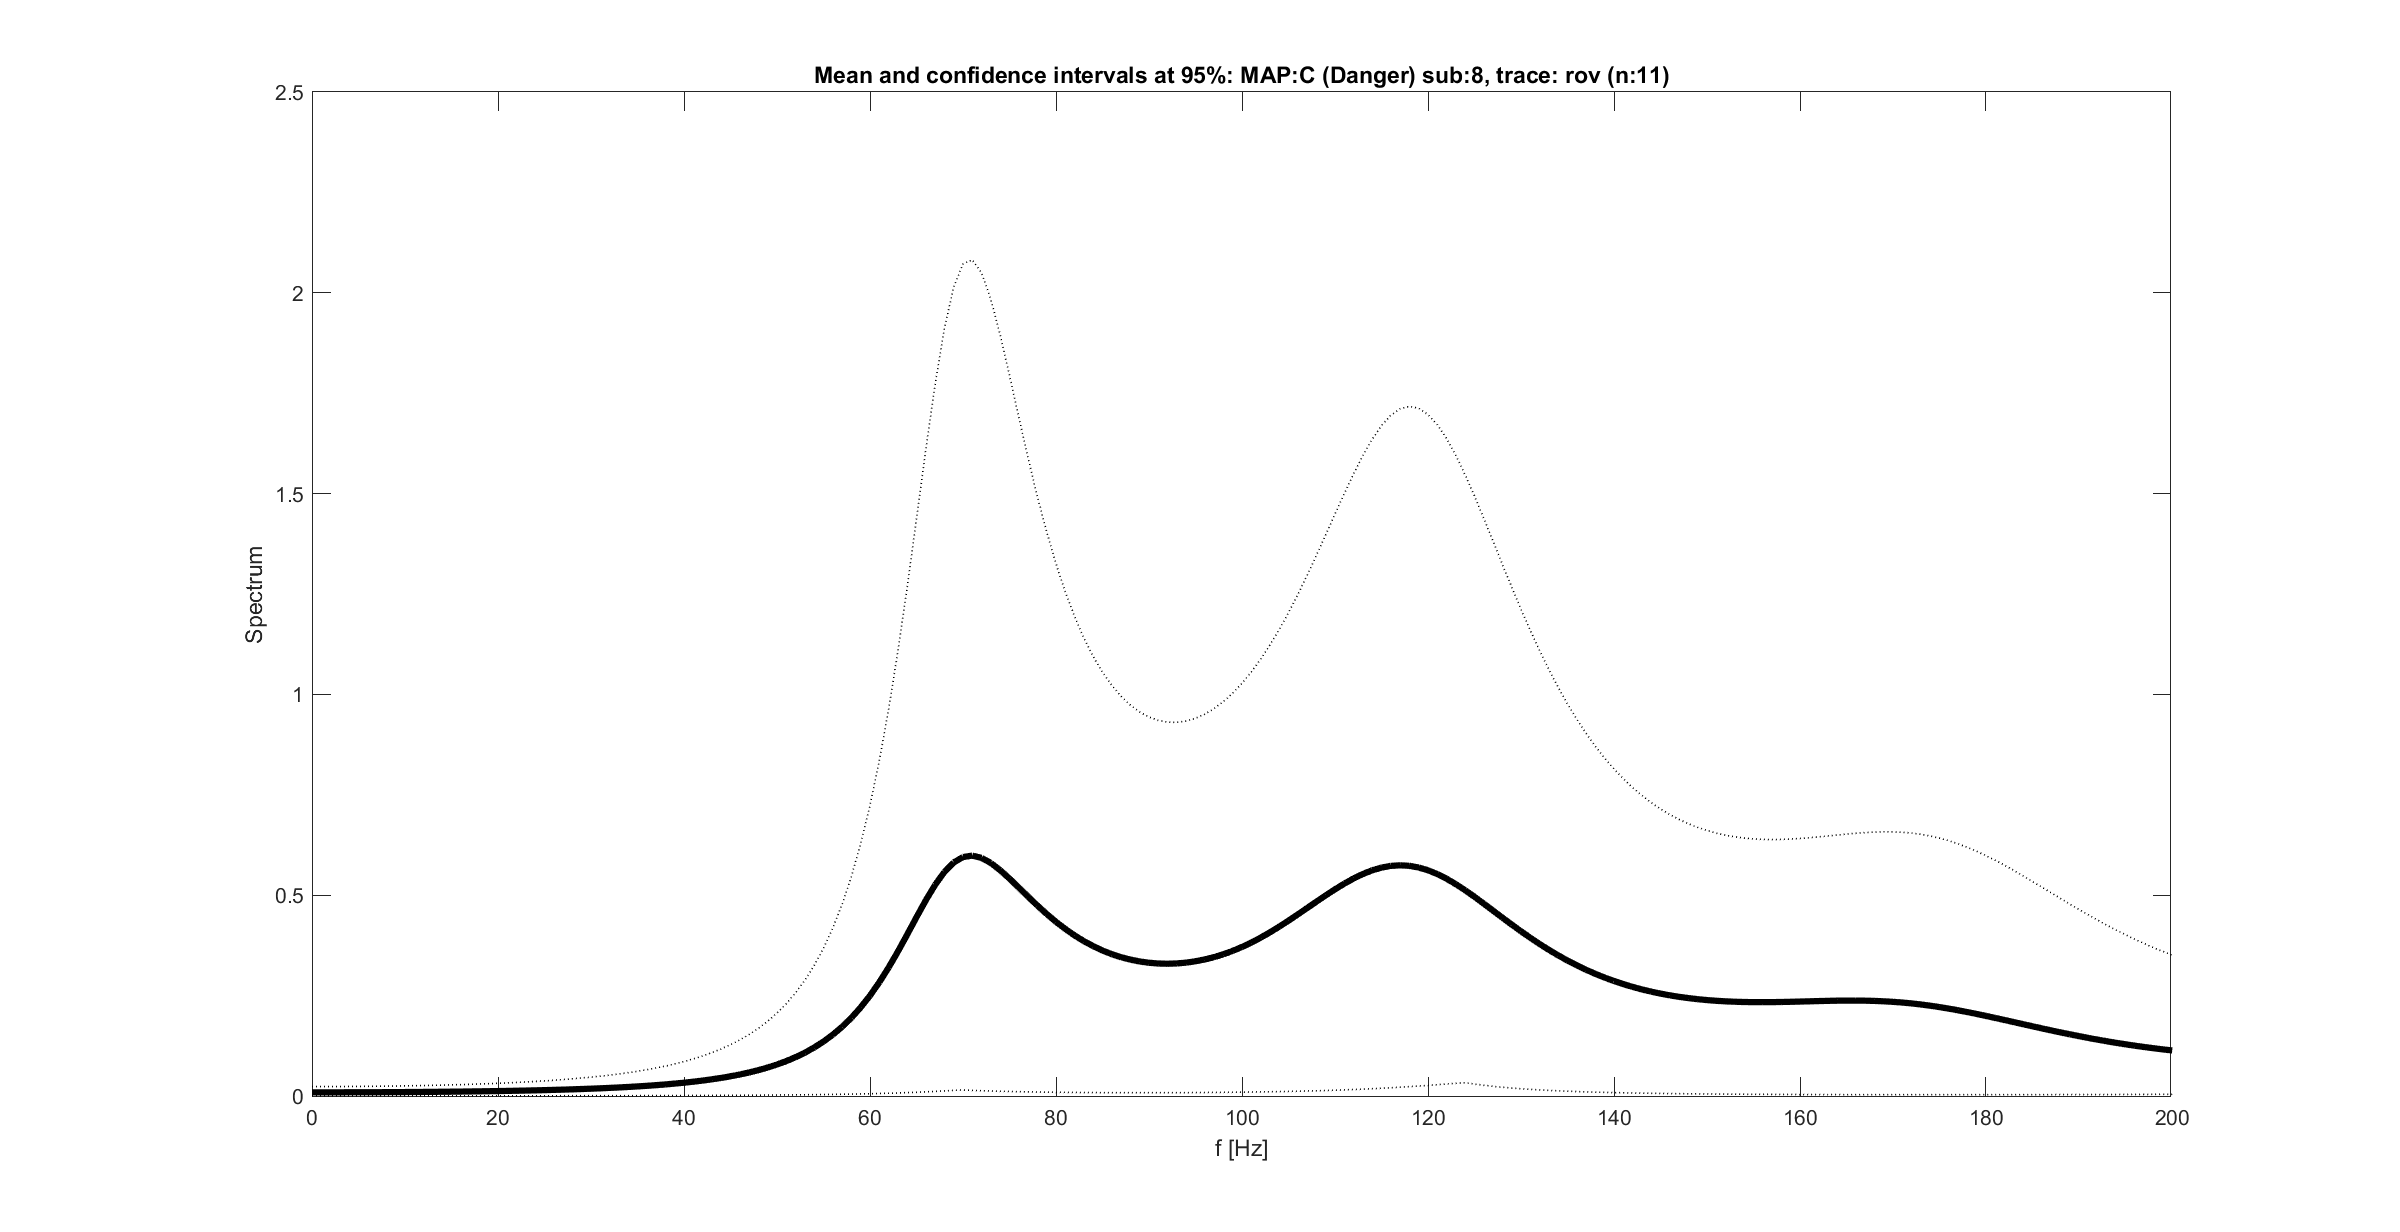 Mean and confidence intervals at 95%: MAP:C (Danger) sub:8, trace: rov (n:11)
2.5
2
1.5
1
0.5
0
Spectrum
0 20 40 60 80 100 120 140 160 180 200
f [Hz]